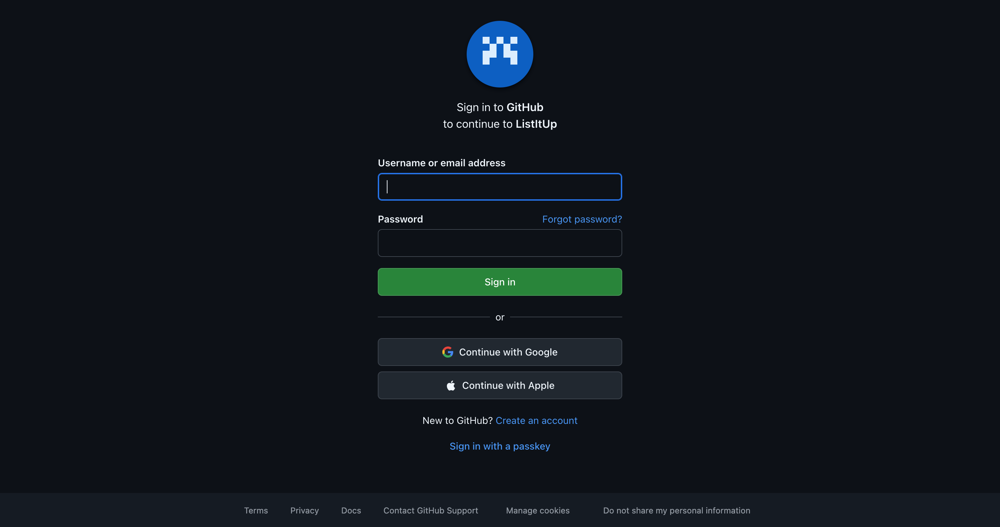 Sign in to GitHub
to continue to ListItUp
Username or email address
Password
Forgot password?
Sign in
or
Continue with Google
Continue with Apple
New to GitHub? Create an account
Sign in with a passkey
Terms
Privacy
Docs
Contact GitHub Support
Manage cookies
Do not share my personal information